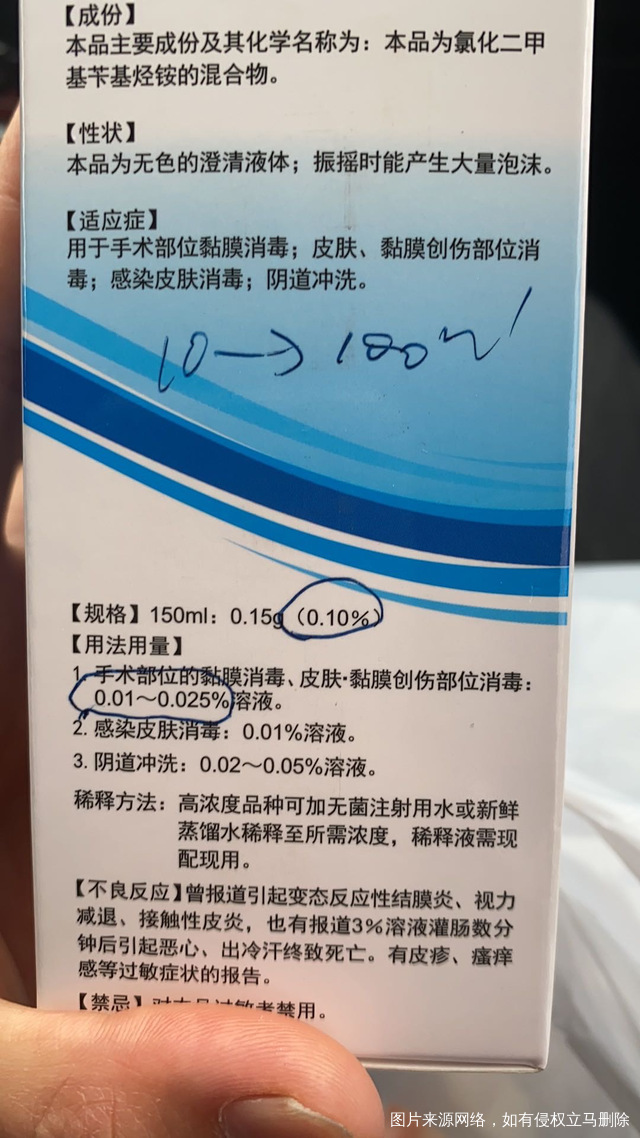 【成份】
本品主要成份及其化学名称为：本品为氯化二甲
基苄基烃铵的混合物。
【性状】
本品为无色的澄清液体；振摇时能产生大量泡沫。
【适应症】
用于手术部位黏膜消毒；皮肤、黏膜创伤部位消
毒；感染皮肤消毒；阴道冲洗。
10→100ml
【规格】150ml：0.15g（0.10%）
【用法用量】
1. 手术部位的黏膜消毒、皮肤·黏膜创伤部位消毒：
0.01～0.025%溶液。
2. 感染皮肤消毒：0.01%溶液。
3. 阴道冲洗：0.02～0.05%溶液。
稀释方法：高浓度品种可加无菌注射用水或新鲜
蒸馏水稀释至所需浓度，稀释液需现
配现用。
【不良反应】曾报道引起变态反应性结膜炎、视力
减退、接触性皮炎，也有报道3%溶液灌肠数分
钟后引起恶心、出冷汗终致死亡。有皮疹、瘙痒
感等过敏症状的报告。
【禁忌】对本品过敏者禁用。
图片来源网络，如有侵权立马删除